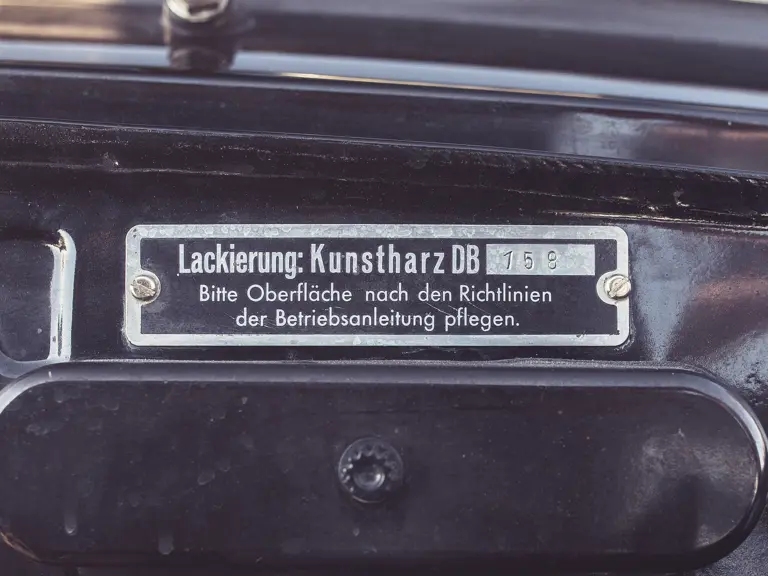 Lackierung: Kunstharz DB 158
Bitte Oberfläche nach den Richtlinien
der Betriebsanleitung pflegen.